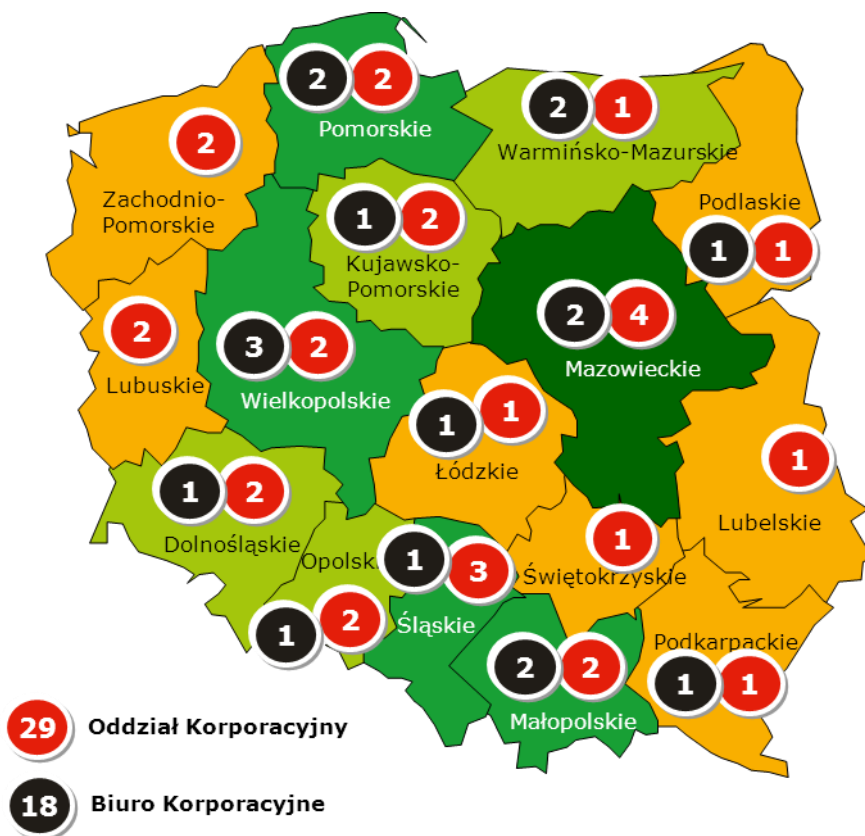 2 2
Pomorskie
2 1
Warmińsko-Mazurskie
2
Zachodnio-
Pomorskie
Podlaskie
1 1
1 2
Kujawsko-
Pomorskie
2 4
Mazowieckie
2
Lubuskie
3 2
Wielkopolskie
1 1
Łódzkie
1
Lubelskie
1 2
Dolnośląskie
1
Świętokrzyskie
Opolski
1 2
1 3
Śląskie
2 2
Małopolskie
Podkarpackie
1 1
29 Oddział Korporacyjny
18 Biuro Korporacyjne